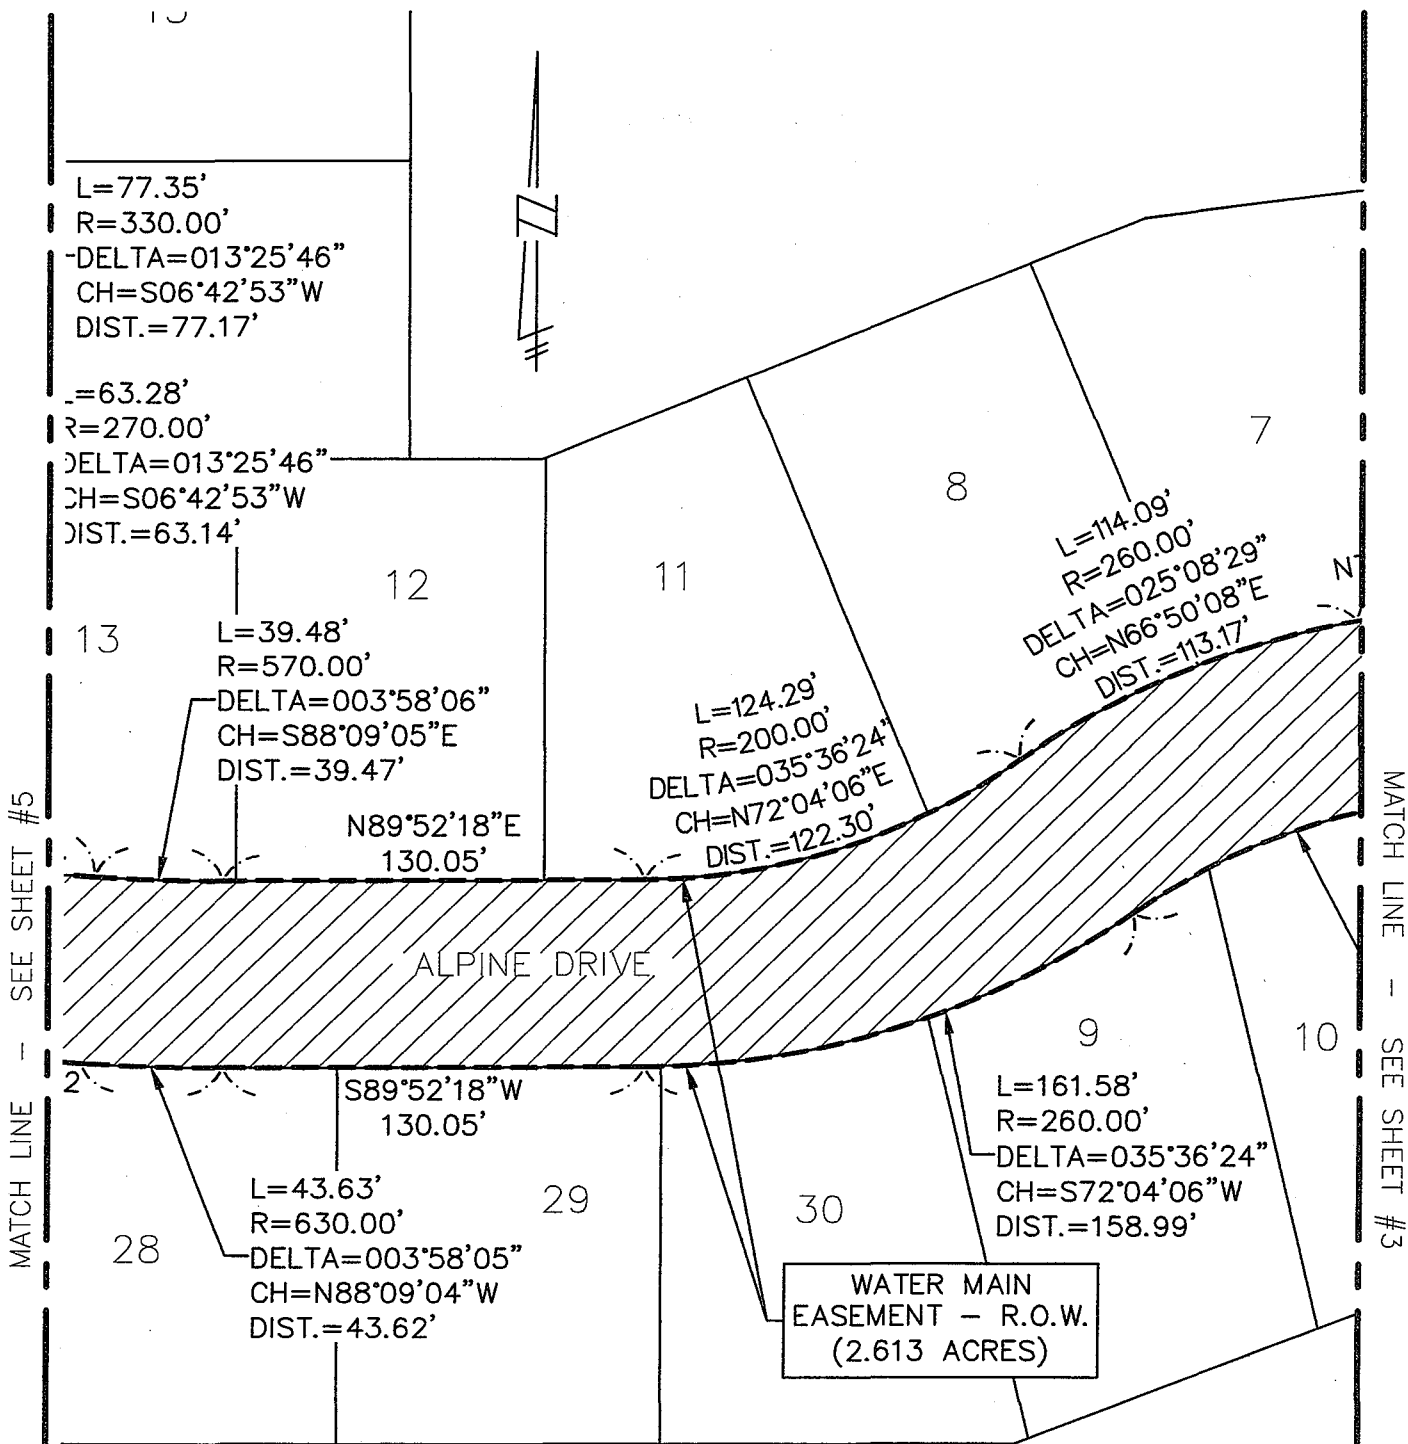 L=77.35'
R=330.00'
DELTA=013°25'46"
CH=S06°42'53"W
DIST.=77.17'
=63.28'
R=270.00'
DELTA=013°25'46"
CH=S06°42'53"W
DIST.=63.14'
13
12
11
8
7
L=39.48'
R=570.00'
DELTA=003°58'06"
CH=S88°09'05"E
DIST.=39.47'
N89°52'18"E
130.05'
L=124.29'
R=200.00'
DELTA=035°36'24"
CH=N72°04'06"E
DIST.=122.30'
L=114.09'
R=260.00'
DELTA=025°08'29"
CH=N66°50'08"E
DIST.=113.17'
ALPINE DRIVE
MATCH LINE - SEE SHEET #5
MATCH LINE - SEE SHEET #3
2
S89°52'18"W
130.05'
L=43.63'
R=630.00'
DELTA=003°58'05"
CH=N88°09'04"W
DIST.=43.62'
28
29
30
9
10
L=161.58'
R=260.00'
DELTA=035°36'24"
CH=S72°04'06"W
DIST.=158.99'
WATER MAIN
EASEMENT - R.O.W.
(2.613 ACRES)